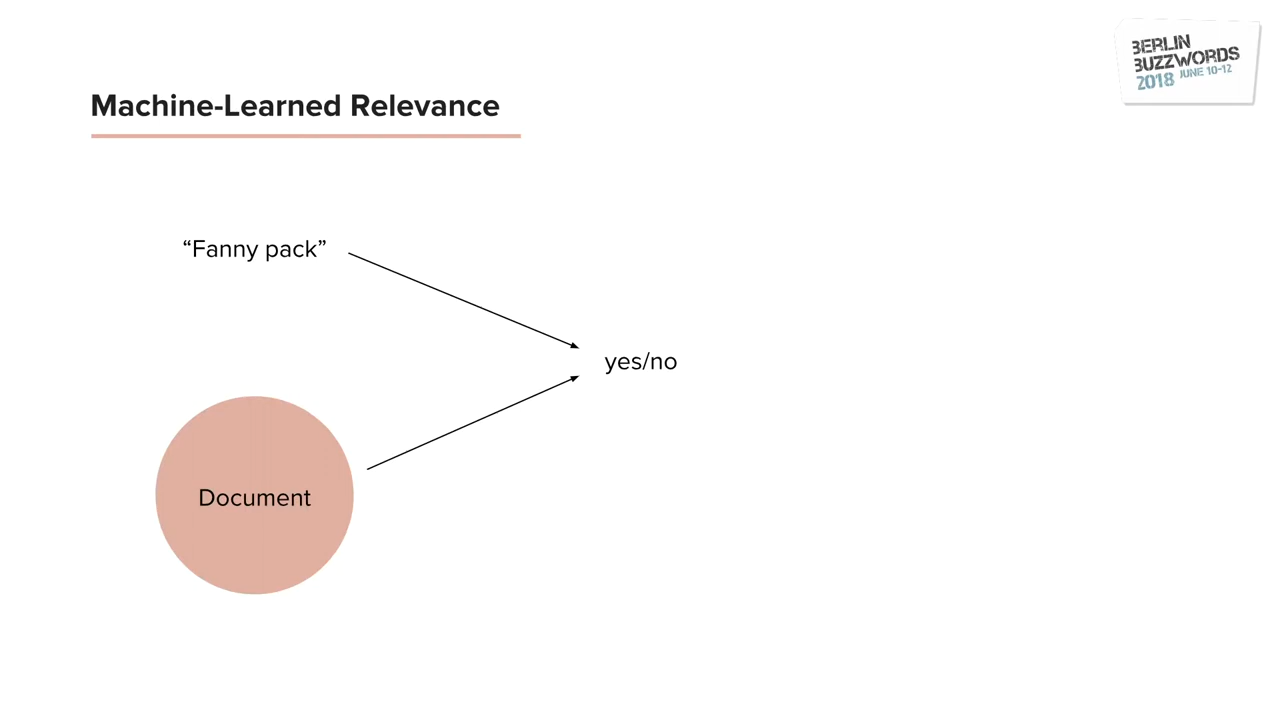 BERLIN
BUZZWORDS
2018 JUNE 10-12
Machine-Learned Relevance
“Fanny pack”
yes/no
Document